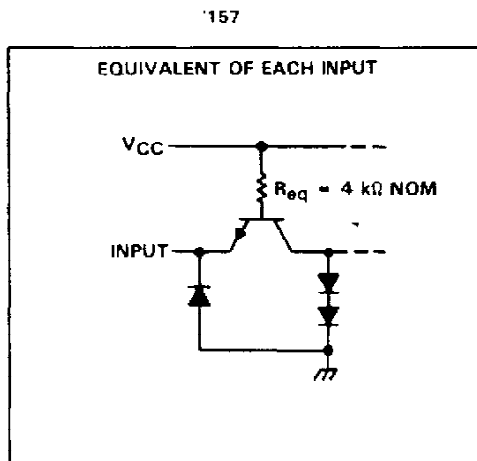 '157
EQUIVALENT OF EACH INPUT
VCC
Req = 4 kΩ NOM
INPUT